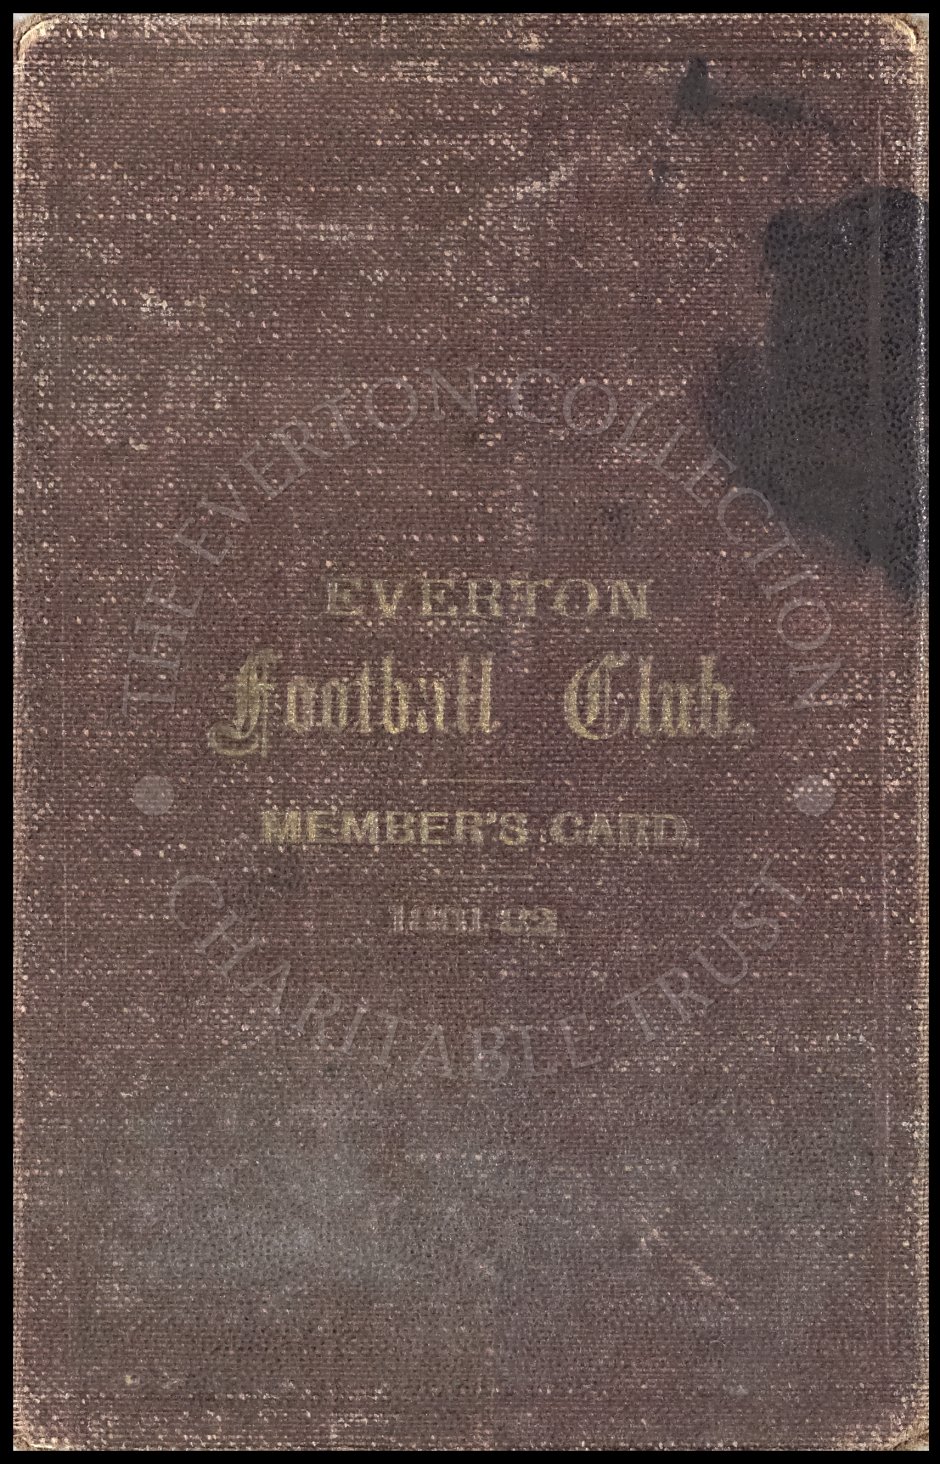 THE EVERTON COLLECTION
EVERTON
Football Club.
MEMBER'S CARD.
CHARITABLE TRUST